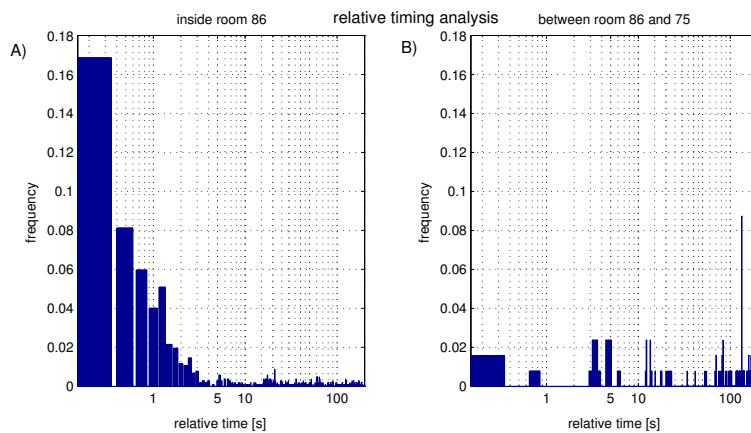 inside room 86 relative timing analysis between room 86 and 75
A)
0.18
0.16
0.14
0.12
0.1
0.08
0.06
0.04
0.02
0
frequency
1 5 10 100
relative time [s]
B)
0.18
0.16
0.14
0.12
0.1
0.08
0.06
0.04
0.02
0
frequency
1 5 10 100
relative time [s]